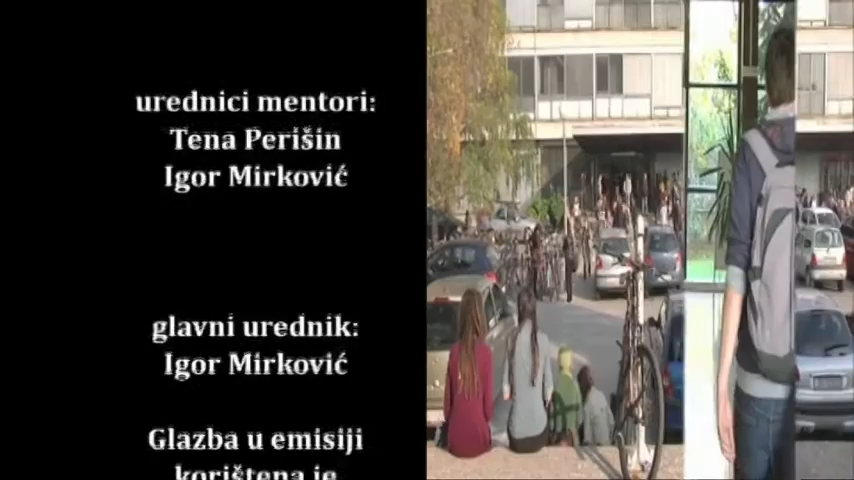 urednici mentori:
Tena Perišin
Igor Mirković
glavni urednik:
Igor Mirković
Glazba u emisiji
korištena je